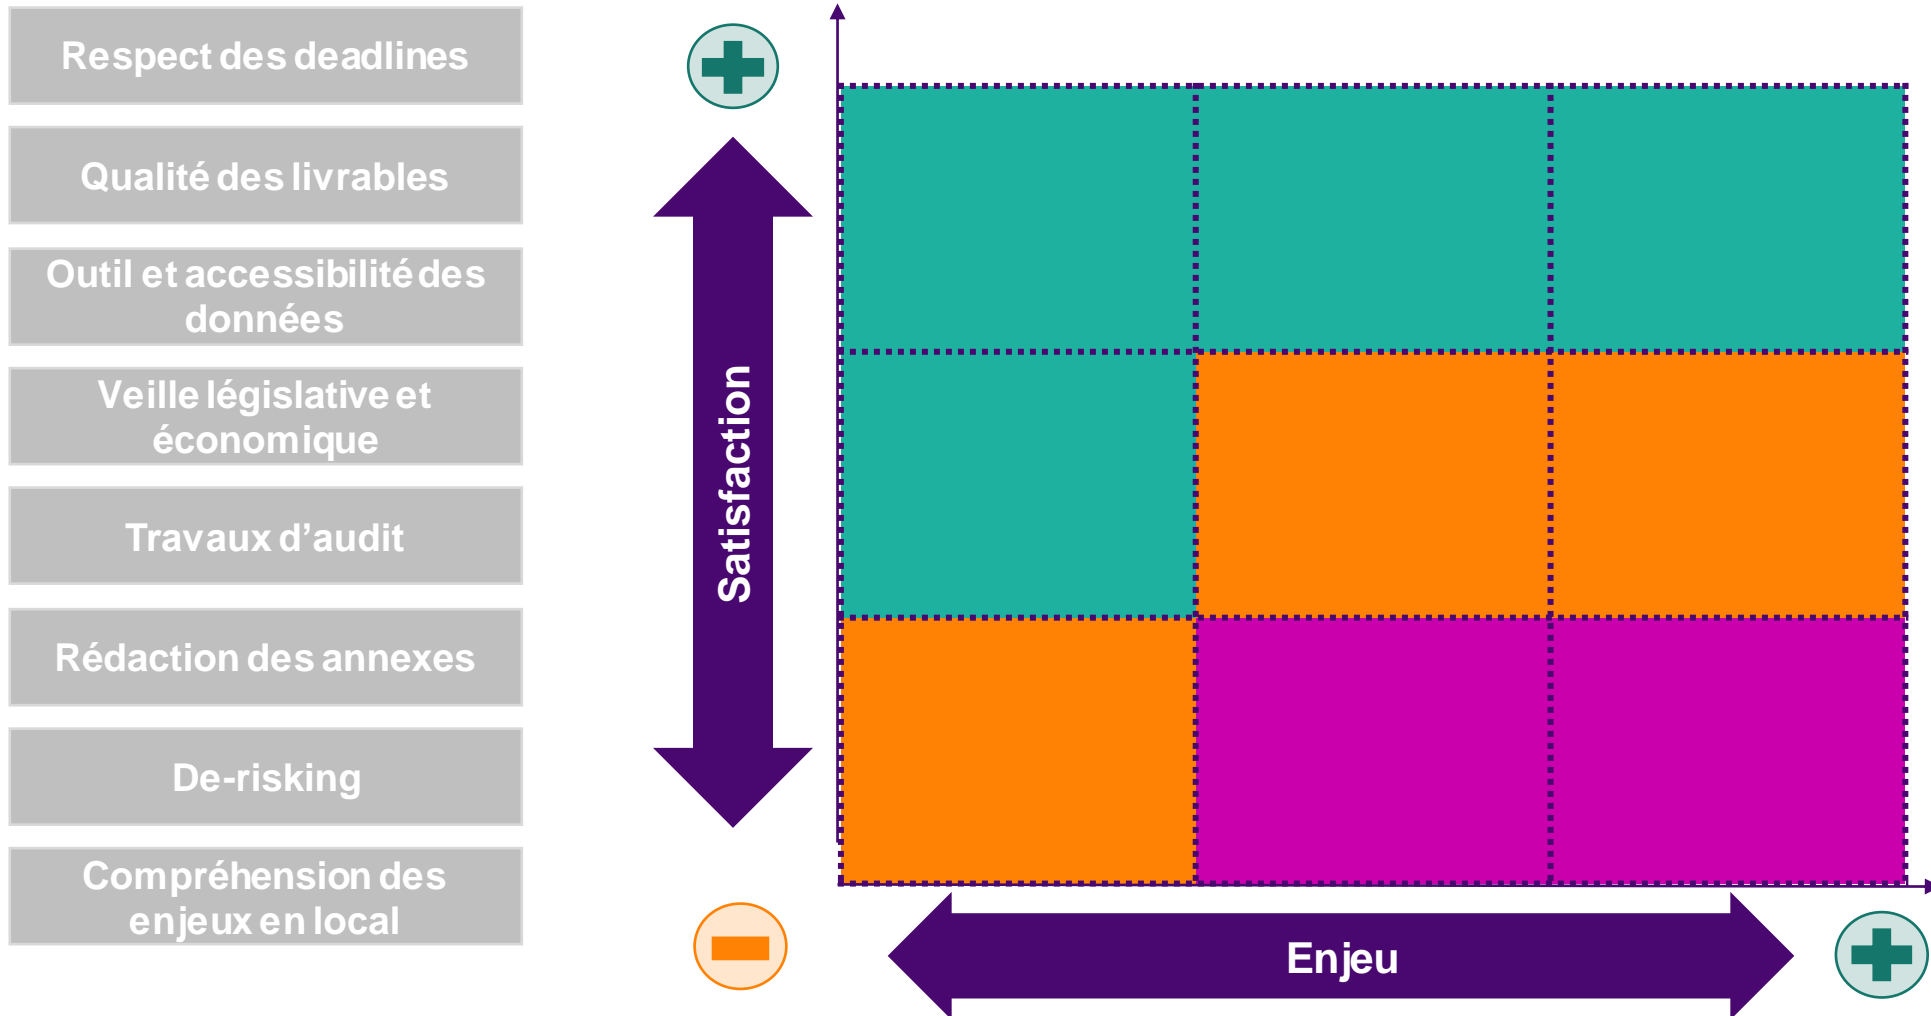 Respect des deadlines
Qualité des livrables
Outil et accessibilité des
données
Veille législative et
économique
Travaux d’audit
Rédaction des annexes
De-risking
Compréhension des
enjeux en local
Satisfaction
Enjeu